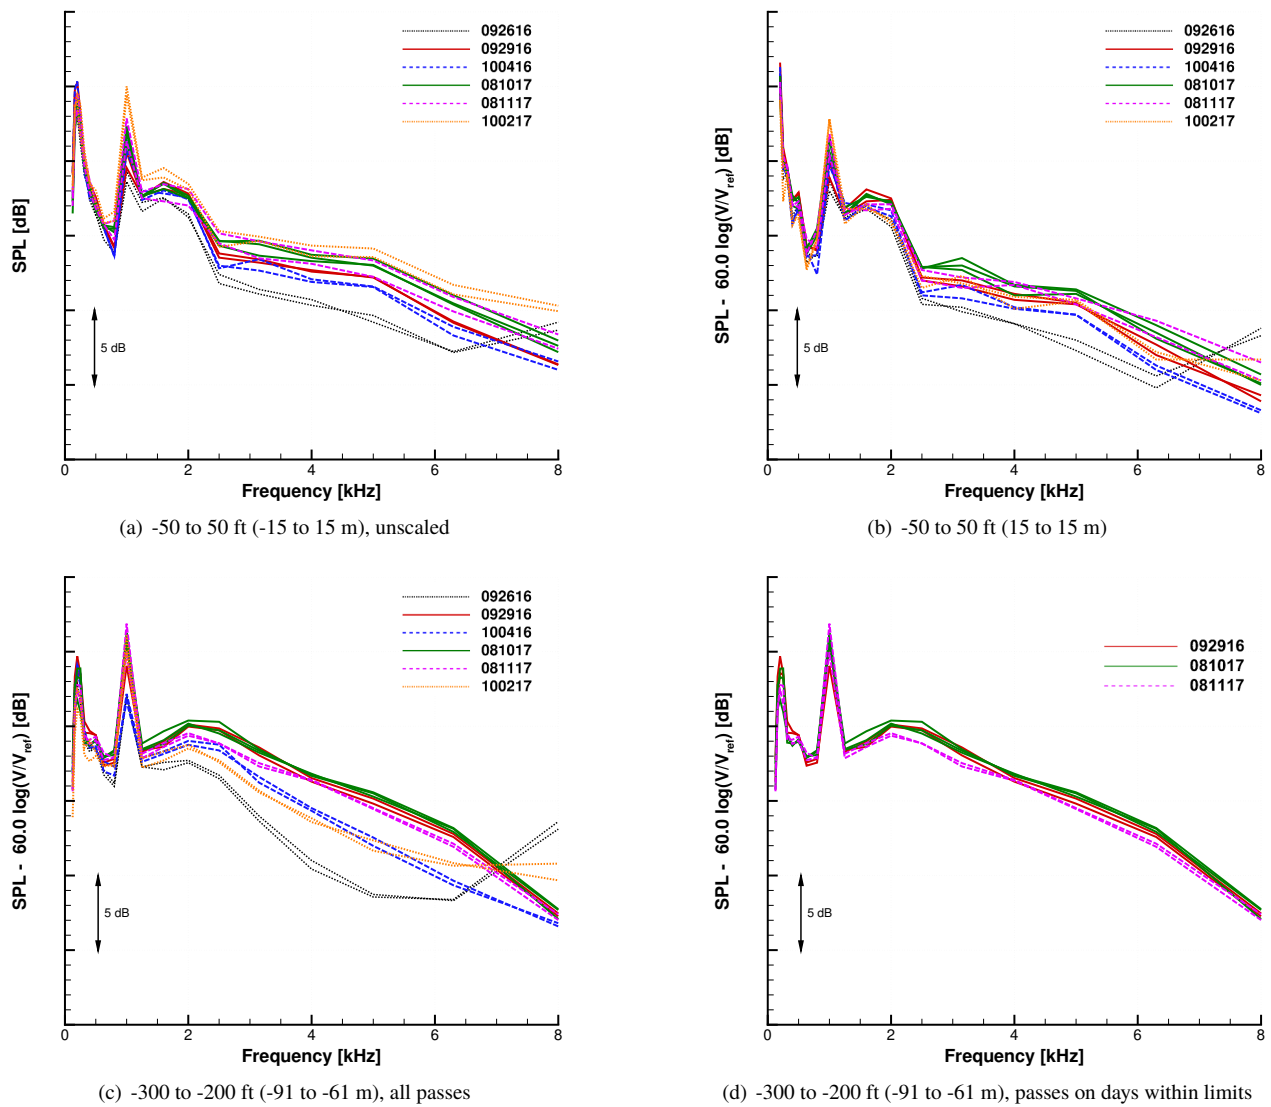 092616
092916
100416
081017
081117
100217
SPL [dB]
5 dB
0 2 4 6 8
Frequency [kHz]
(a) -50 to 50 ft (-15 to 15 m), unscaled
092616
092916
100416
081017
081117
100217
SPL - 60.0 log(V/Vref) [dB]
5 dB
0 2 4 6 8
Frequency [kHz]
(b) -50 to 50 ft (15 to 15 m)
092616
092916
100416
081017
081117
100217
SPL - 60.0 log(V/Vref) [dB]
5 dB
0 2 4 6 8
Frequency [kHz]
(c) -300 to -200 ft (-91 to -61 m), all passes
092916
081017
081117
SPL - 60.0 log(V/Vref) [dB]
5 dB
0 2 4 6 8
Frequency [kHz]
(d) -300 to -200 ft (-91 to -61 m), passes on days within limits